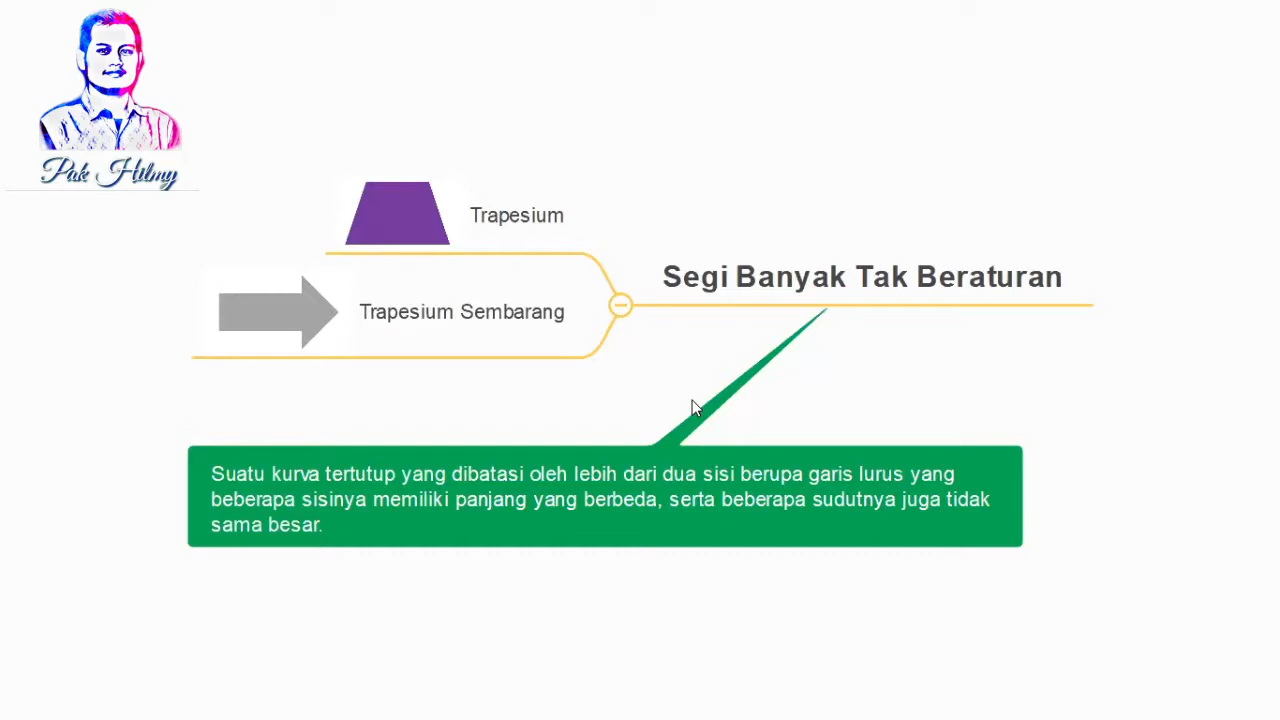 Pak Hilmy
Trapesium
Segi Banyak Tak Beraturan
Trapesium Sembarang
Suatu kurva tertutup yang dibatasi oleh lebih dari dua sisi berupa garis lurus yang
beberapa sisinya memiliki panjang yang berbeda, serta beberapa sudutnya juga tidak
sama besar.